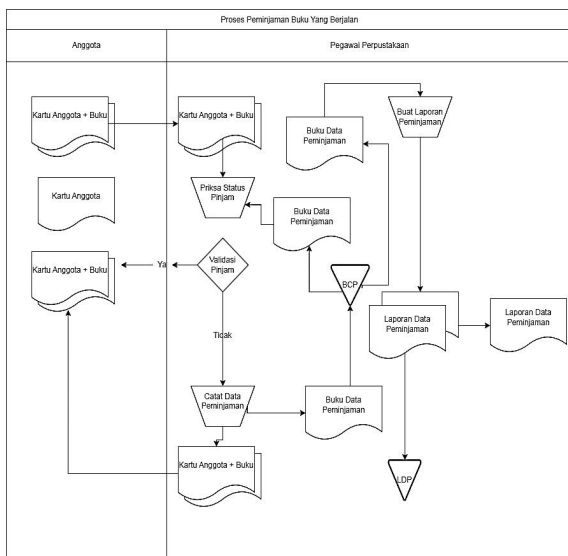 Proses Peminjaman Buku Yang Berjalan
Anggota
Pegawai Perpustakaan
Kartu Anggota + Buku
Kartu Anggota + Buku
Buku Data
Peminjaman
Buat Laporan
Peminjaman
Kartu Anggota
Priksa Status
Pinjam
Buku Data
Peminjaman
Kartu Anggota + Buku
Ya
Validasi
Pinjam
BCP
Laporan Data
Peminjaman
Laporan Data
Peminjaman
Tidak
Catat Data
Peminjaman
Buku Data
Peminjaman
Kartu Anggota + Buku
LDP